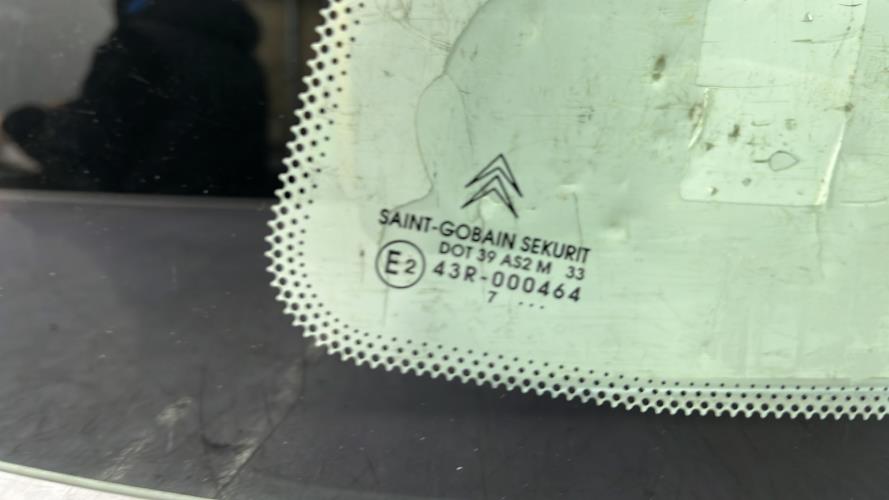 SAINT-GOBAIN SEKURIT
DOT 39 AS2 M 33
E2 43R-000464
7 ...